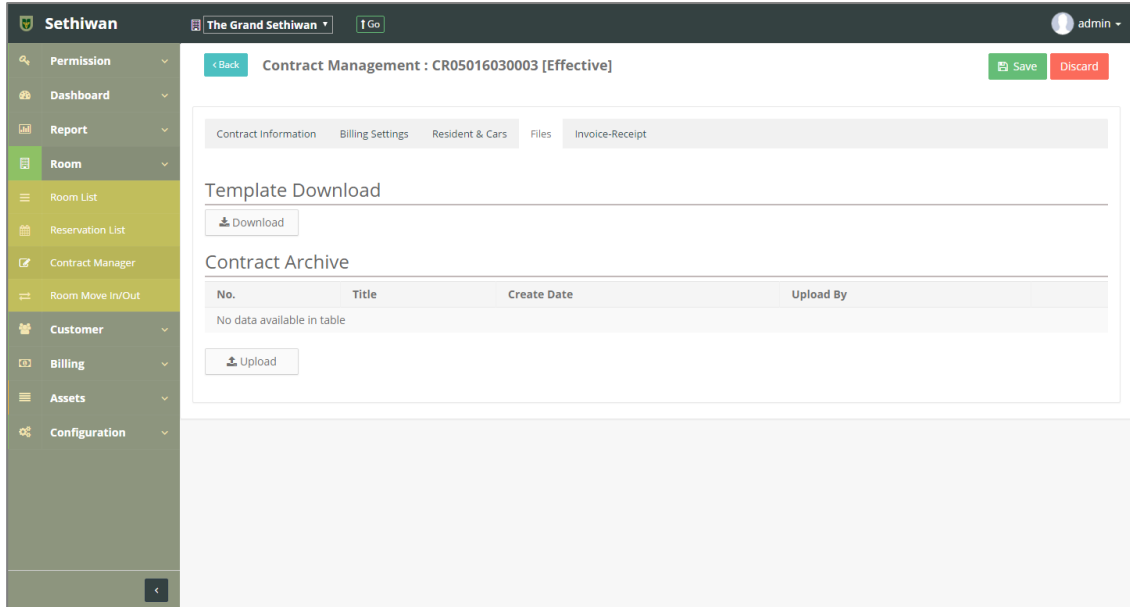 Sethiwan
The Grand Sethiwan
Go
admin
Permission
Dashboard
Report
Room
Room List
Reservation List
Contract Manager
Room Move In/Out
Customer
Billing
Assets
Configuration
Back
Contract Management : CR05016030003 [Effective]
Save
Discard
Contract Information Billing Settings Resident & Cars Files Invoice-Receipt
Template Download
Download
Contract Archive
No. Title Create Date Upload By
No data available in table
Upload